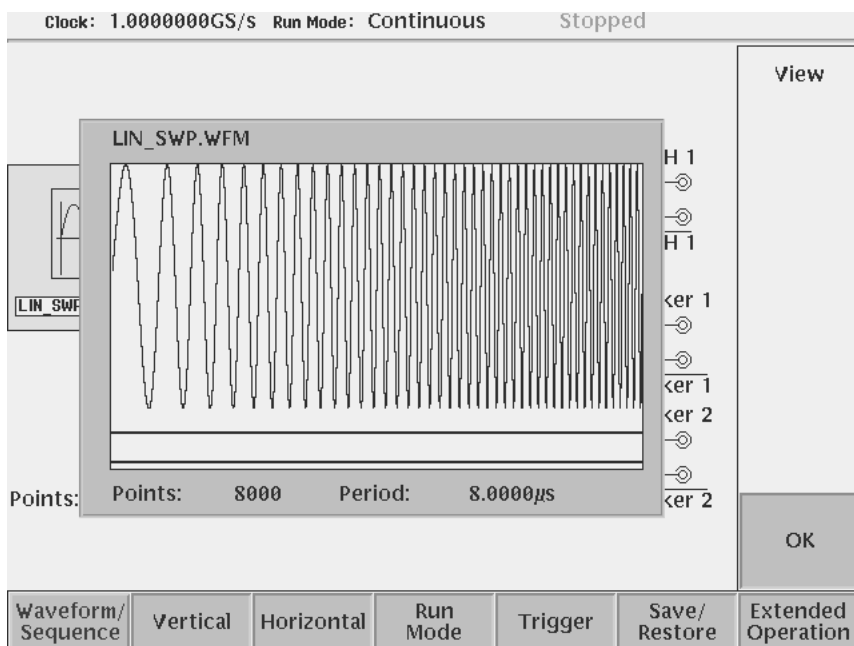 Clock: 1.0000000GS/s Run Mode: Continuous Stopped
View
LIN_SWP.WFM
H 1
H 1
LIN_SWP
ker 1
ker 1
ker 2
Points:
Points: 8000 Period: 8.0000µs
ker 2
OK
Waveform/
Sequence
Vertical
Horizontal
Run
Mode
Trigger
Save/
Restore
Extended
Operation